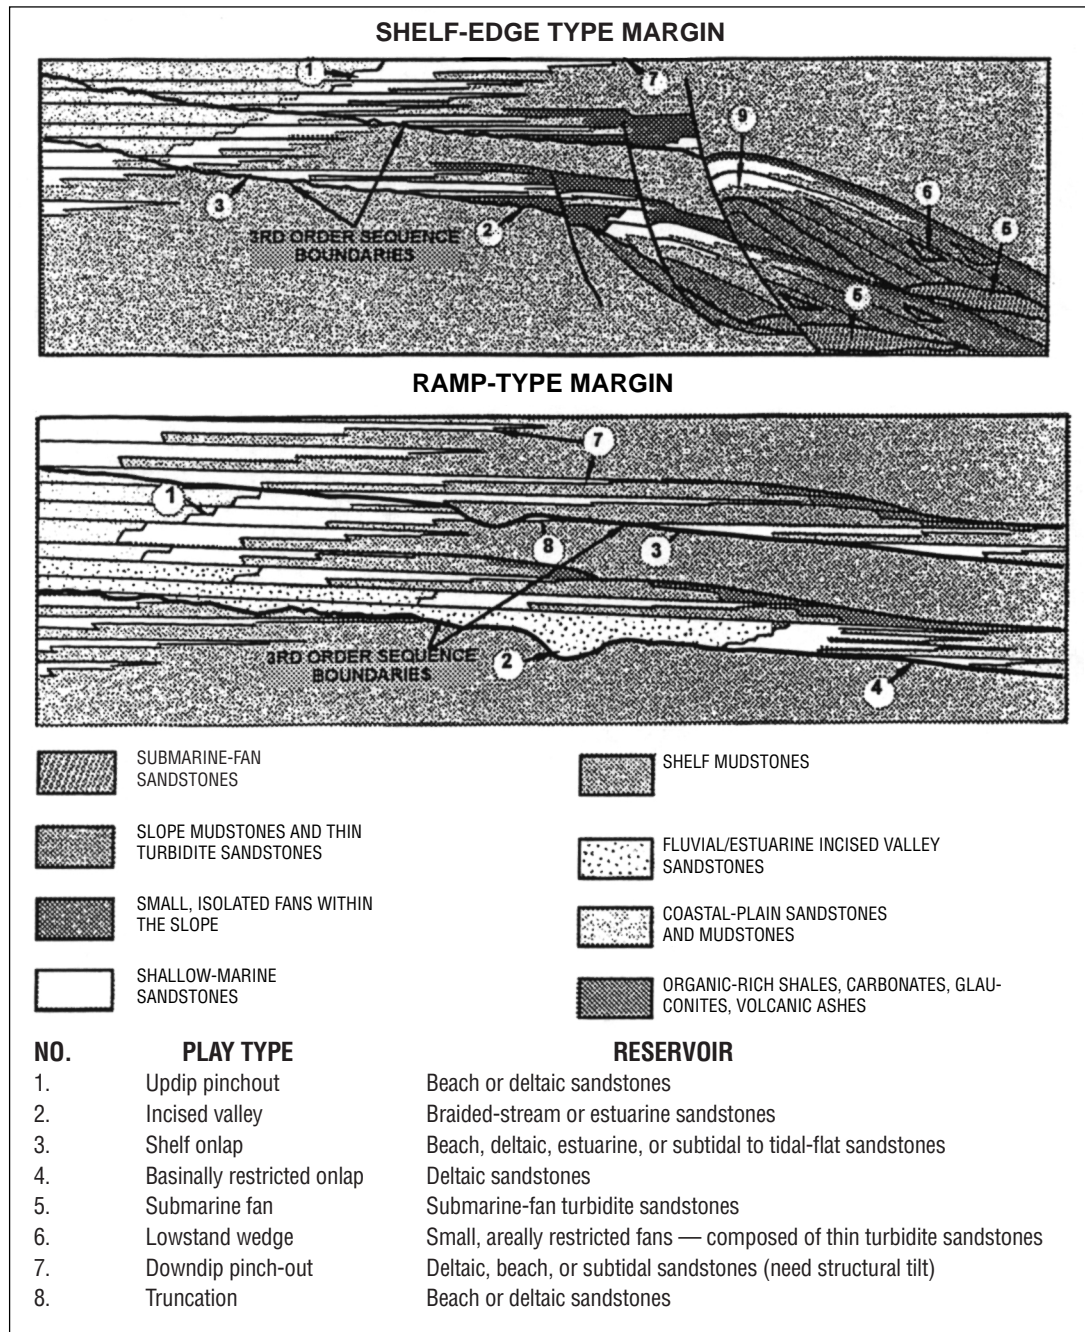 SHELF-EDGE TYPE MARGIN
1
7
9
6
5
3
2
3RD ORDER SEQUENCE
BOUNDARIES
6
RAMP-TYPE MARGIN
7
1
8
3
3RD ORDER SEQUENCE
BOUNDARIES
2
4
SUBMARINE-FAN
SANDSTONES
SHELF MUDSTONES
SLOPE MUDSTONES AND THIN
TURBIDITE SANDSTONES
FLUVIAL/ESTUARINE INCISED VALLEY
SANDSTONES
SMALL, ISOLATED FANS WITHIN
THE SLOPE
COASTAL-PLAIN SANDSTONES
AND MUDSTONES
SHALLOW-MARINE
SANDSTONES
ORGANIC-RICH SHALES, CARBONATES, GLAU-
CONITES, VOLCANIC ASHES
NO. PLAY TYPE RESERVOIR
1. Updip pinchout Beach or deltaic sandstones
2. Incised valley Braided-stream or estuarine sandstones
3. Shelf onlap Beach, deltaic, estuarine, or subtidal to tidal-flat sandstones
4. Basinally restricted onlap Deltaic sandstones
5. Submarine fan Submarine-fan turbidite sandstones
6. Lowstand wedge Small, areally restricted fans — composed of thin turbidite sandstones
7. Downdip pinch-out Deltaic, beach, or subtidal sandstones (need structural tilt)
8. Truncation Beach or deltaic sandstones